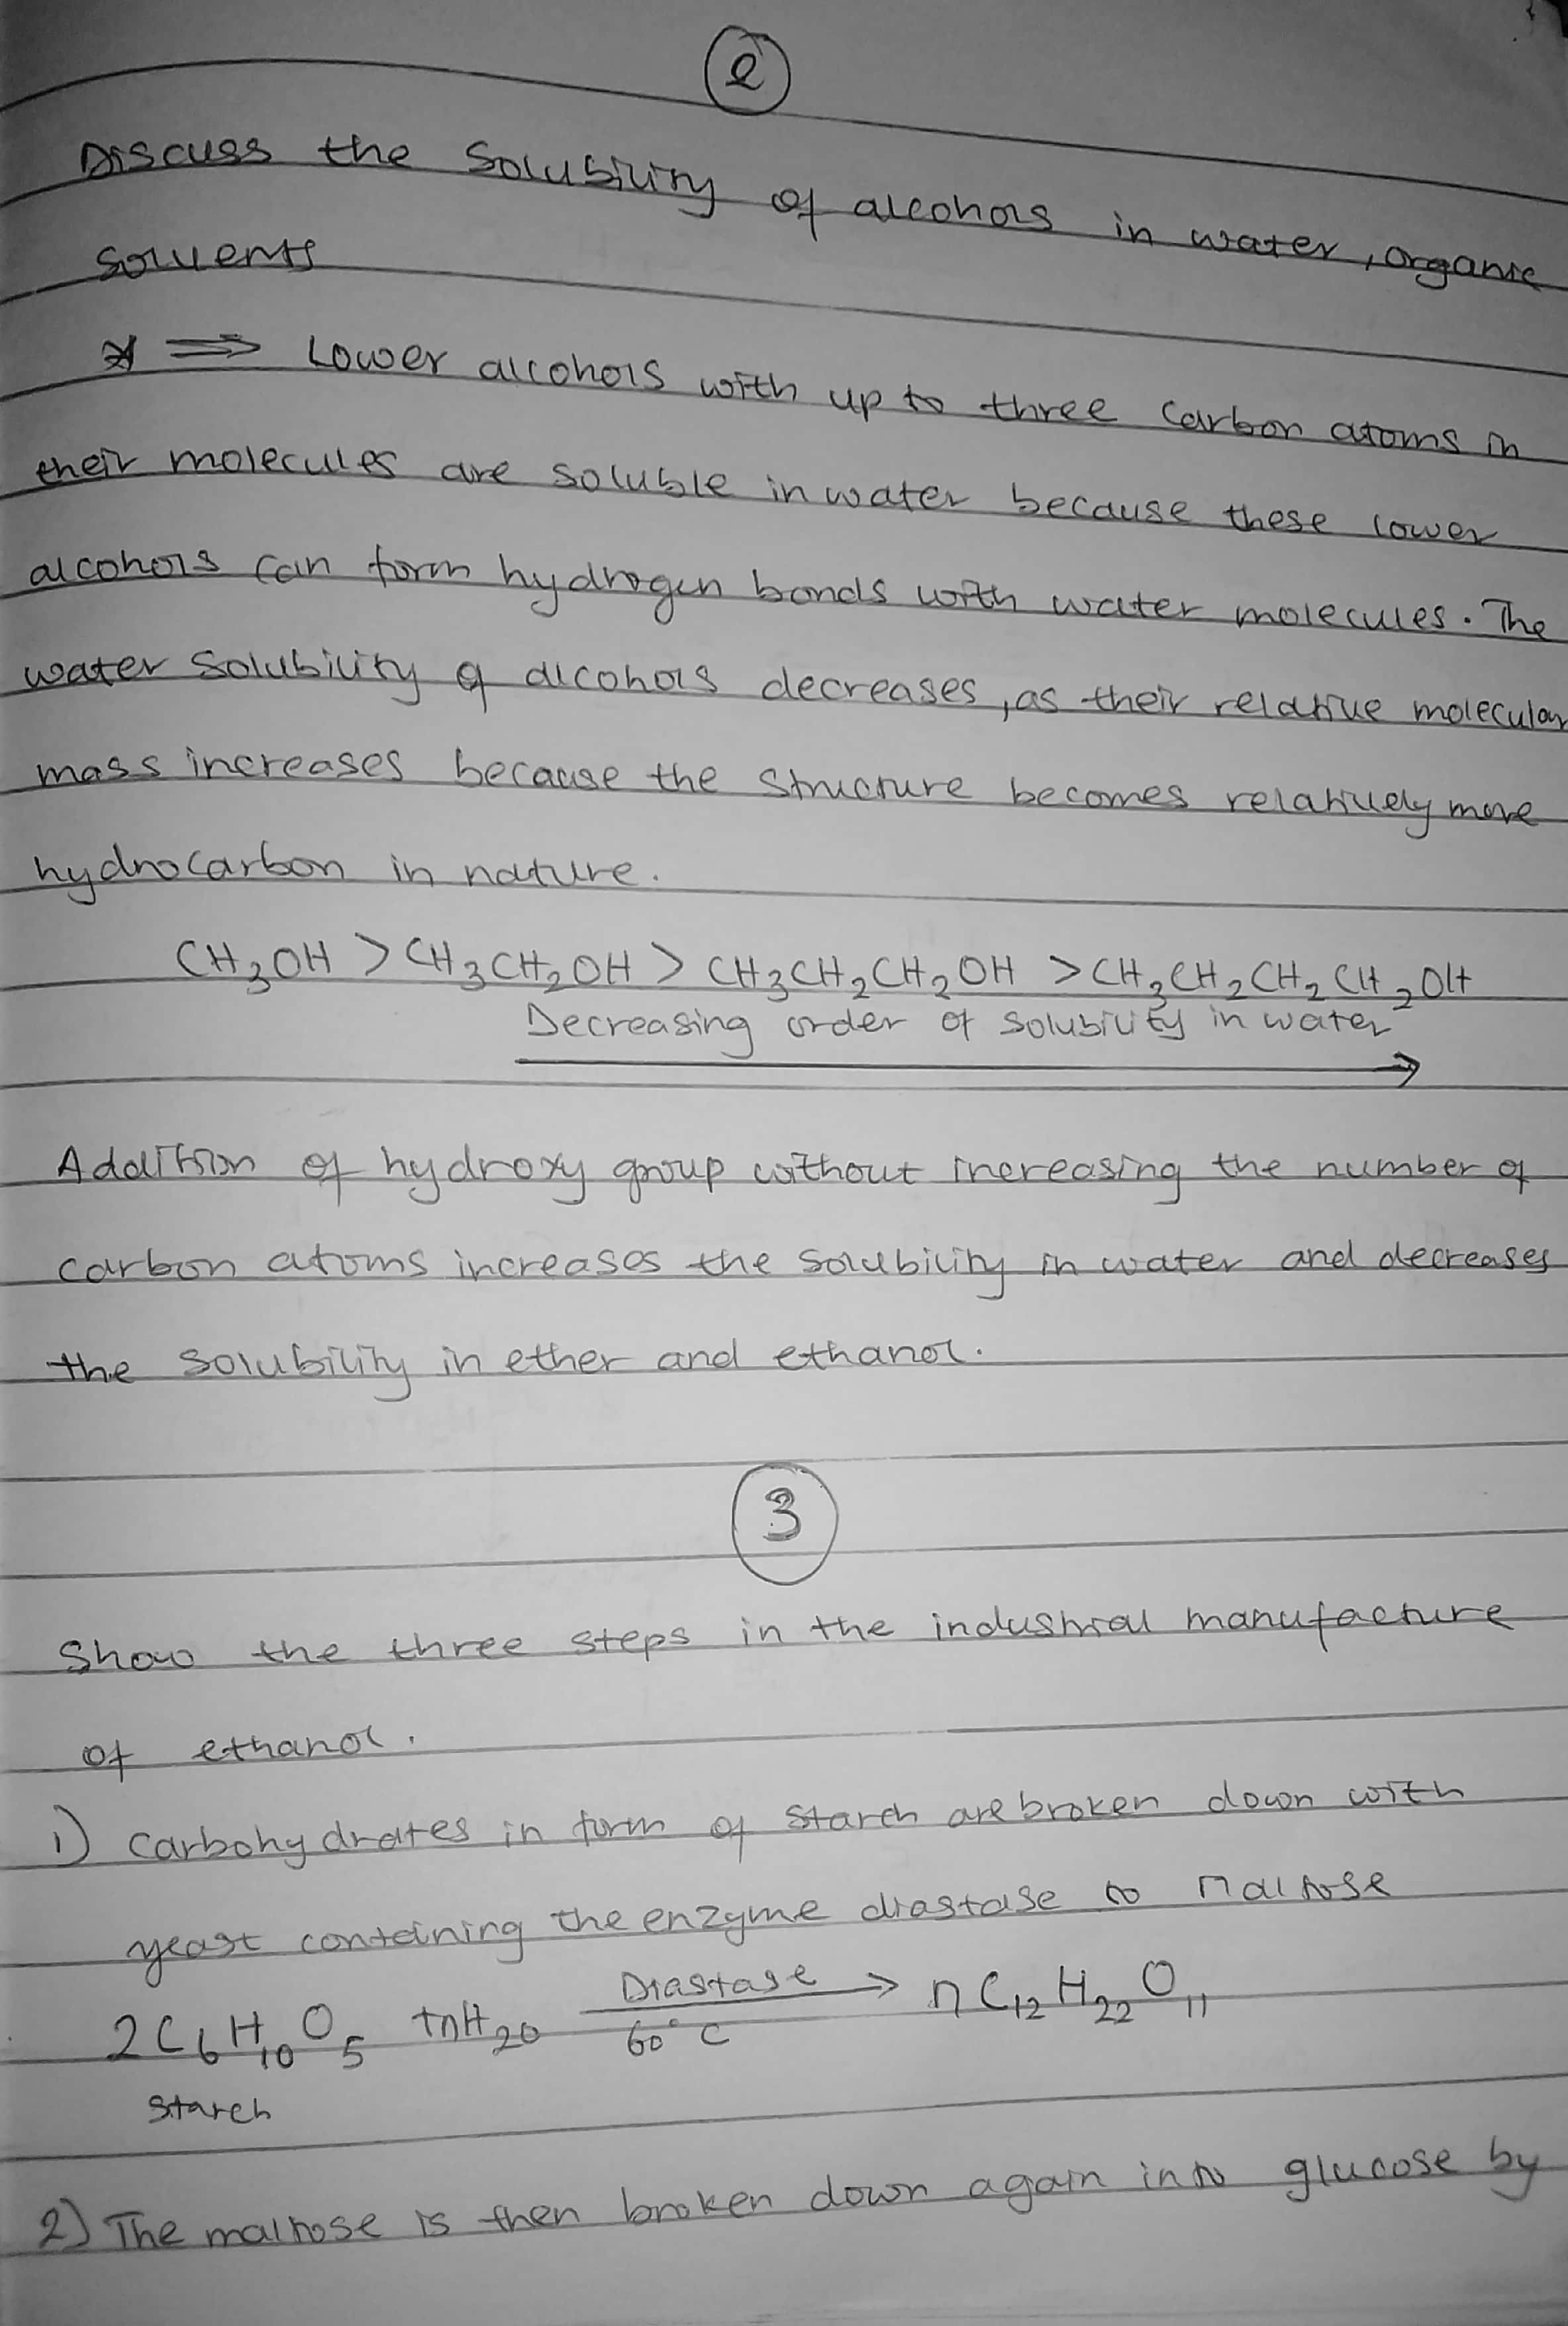 2
Discuss the Solubility of alcohols in water, organic
solvents
⇒ Lower alcohols with up to three carbon atoms in
their molecules are soluble in water because these lower
alcohols can form hydrogen bonds with water molecules. The
water solubility of alcohols decreases, as their relative molecular
mass increases because the structure becomes relatively more
hydrocarbon in nature.
CH₃OH > CH₃CH₂OH > CH₃CH₂CH₂OH > CH₃CH₂CH₂CH₂OH
Decreasing order of solubility in water
Addition of hydroxy group without increasing the number of
carbon atoms increases the solubility in water and decreases
the solubility in ether and ethanol.
3
Show the three steps in the industrial manufacture
of ethanol.
1) Carbohydrates in form of starch are broken down with
yeast containing the enzyme diastase to maltose
2C₆H₁₀O₅ + nH₂O Diastase → nC₁₂H₂₂O₁₁
60°C
Starch
2) The maltose is then broken down again into glucose by